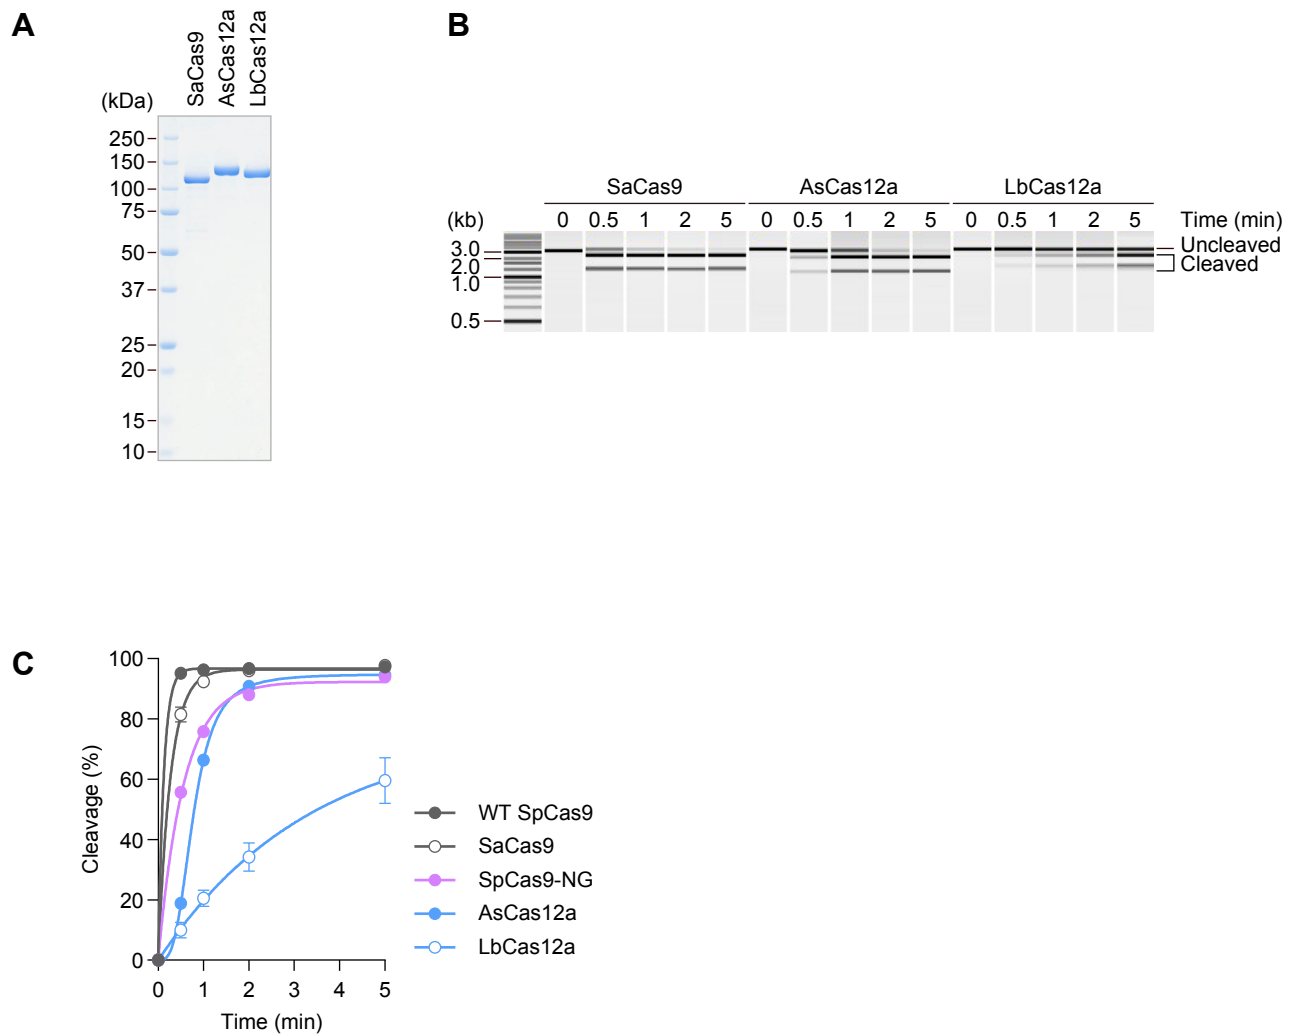 A
B
SaCas9
AsCas12a
LbCas12a
(kDa)
250
150
100
75
50
37
25
20
15
10
SaCas9 AsCas12a LbCas12a
(kb) 0 0.5 1 2 5 0 0.5 1 2 5 0 0.5 1 2 5 Time (min)
3.0
2.0
1.0
0.5
Uncleaved
Cleaved
C
100
80
60
40
20
0
Cleavage (%)
0 1 2 3 4 5
Time (min)
WT SpCas9
SaCas9
SpCas9-NG
AsCas12a
LbCas12a